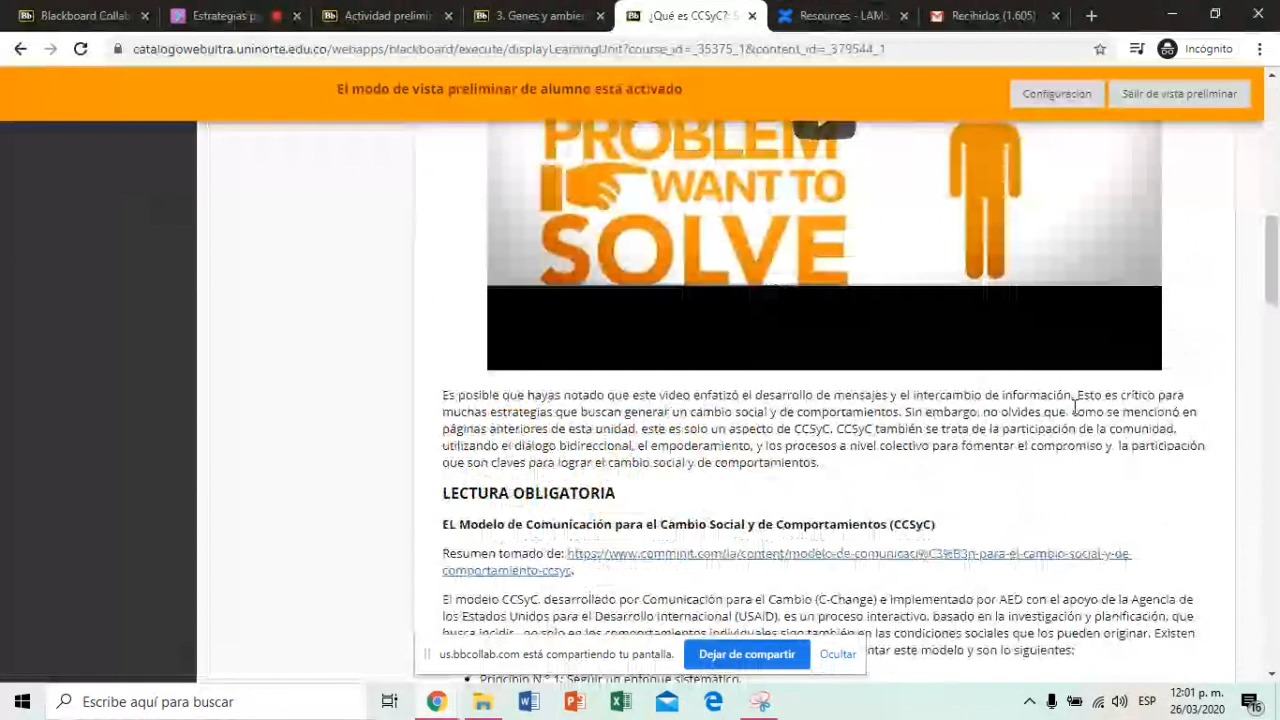 Blackboard Collab
Estrategias p
Actividad prelimin
3. Genes y ambien
¿Qué es CCSyC?: S
Resources - LAMS
Recibidos (1.605)
catalogowebultra.uninorte.edu.co/webapps/blackboard/execute/displayLearningUnit?course_id=_35375_1&content_id=_379544_1
Incógnito
El modo de vista preliminar de alumno está activado
Configuración
Salir de vista preliminar
PROBLEM
I WANT TO
SOLVE
Es posible que hayas notado que este video enfatizó el desarrollo de mensajes y el intercambio de información. Esto es crítico para
muchas estrategias que buscan generar un cambio social y de comportamientos. Sin embargo, no olvides que, como se mencionó en
páginas anteriores de esta unidad, este es solo un aspecto de CCSyC. CCSyC también se trata de la participación de la comunidad,
utilizando el diálogo bidireccional, el empoderamiento, y los procesos a nivel colectivo para fomentar el compromiso y, la participación
que son claves para lograr el cambio social y de comportamientos.
LECTURA OBLIGATORIA
EL Modelo de Comunicación para el Cambio Social y de Comportamientos (CCSyC)
Resumen tomado de: https://www.comminit.com/la/content/modelo-de-comunicaci%C3%B3n-para-el-cambio-social-y-de-
comportamiento-ccsyc.
El modelo CCSyC, desarrollado por Comunicación para el Cambio (C-Change) e implementado por AED con el apoyo de la Agencia de
los Estados Unidos para el Desarrollo Internacional (USAID), es un proceso interactivo, basado en la investigación y planificación, que
busca incidir, no solo en los comportamientos individuales sino también en las condiciones sociales que los pueden originar. Existen
ntar este modelo y son los siguientes:
us.bbcollab.com está compartiendo tu pantalla.
Dejar de compartir
Ocultar
Principio N.° 1: Seguir un enfoque sistemático.
Escribe aquí para buscar
ESP
12:01 p. m.
26/03/2020
16